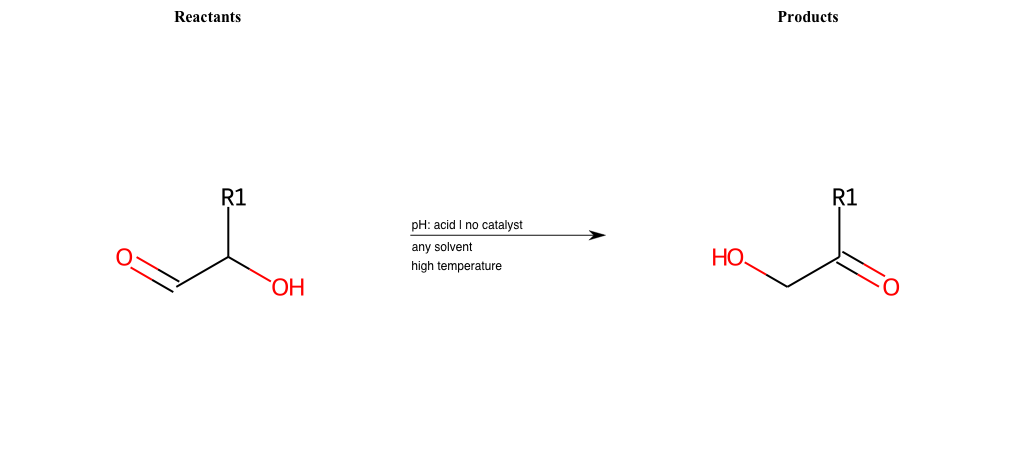 Reactants
Products
R1
O
OH
pH: acid | no catalyst
any solvent
high temperature
R1
HO
O